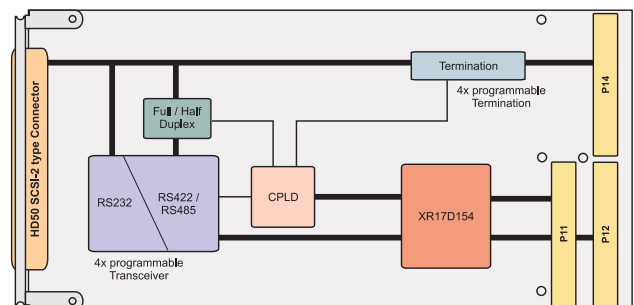 HD50 SCSI-2 type Connector
Termination
4x programmable
Termination
P14
Full / Half
Duplex
RS232
RS422 /
RS485
4x programmable
Transceiver
CPLD
XR17D154
P11
P12